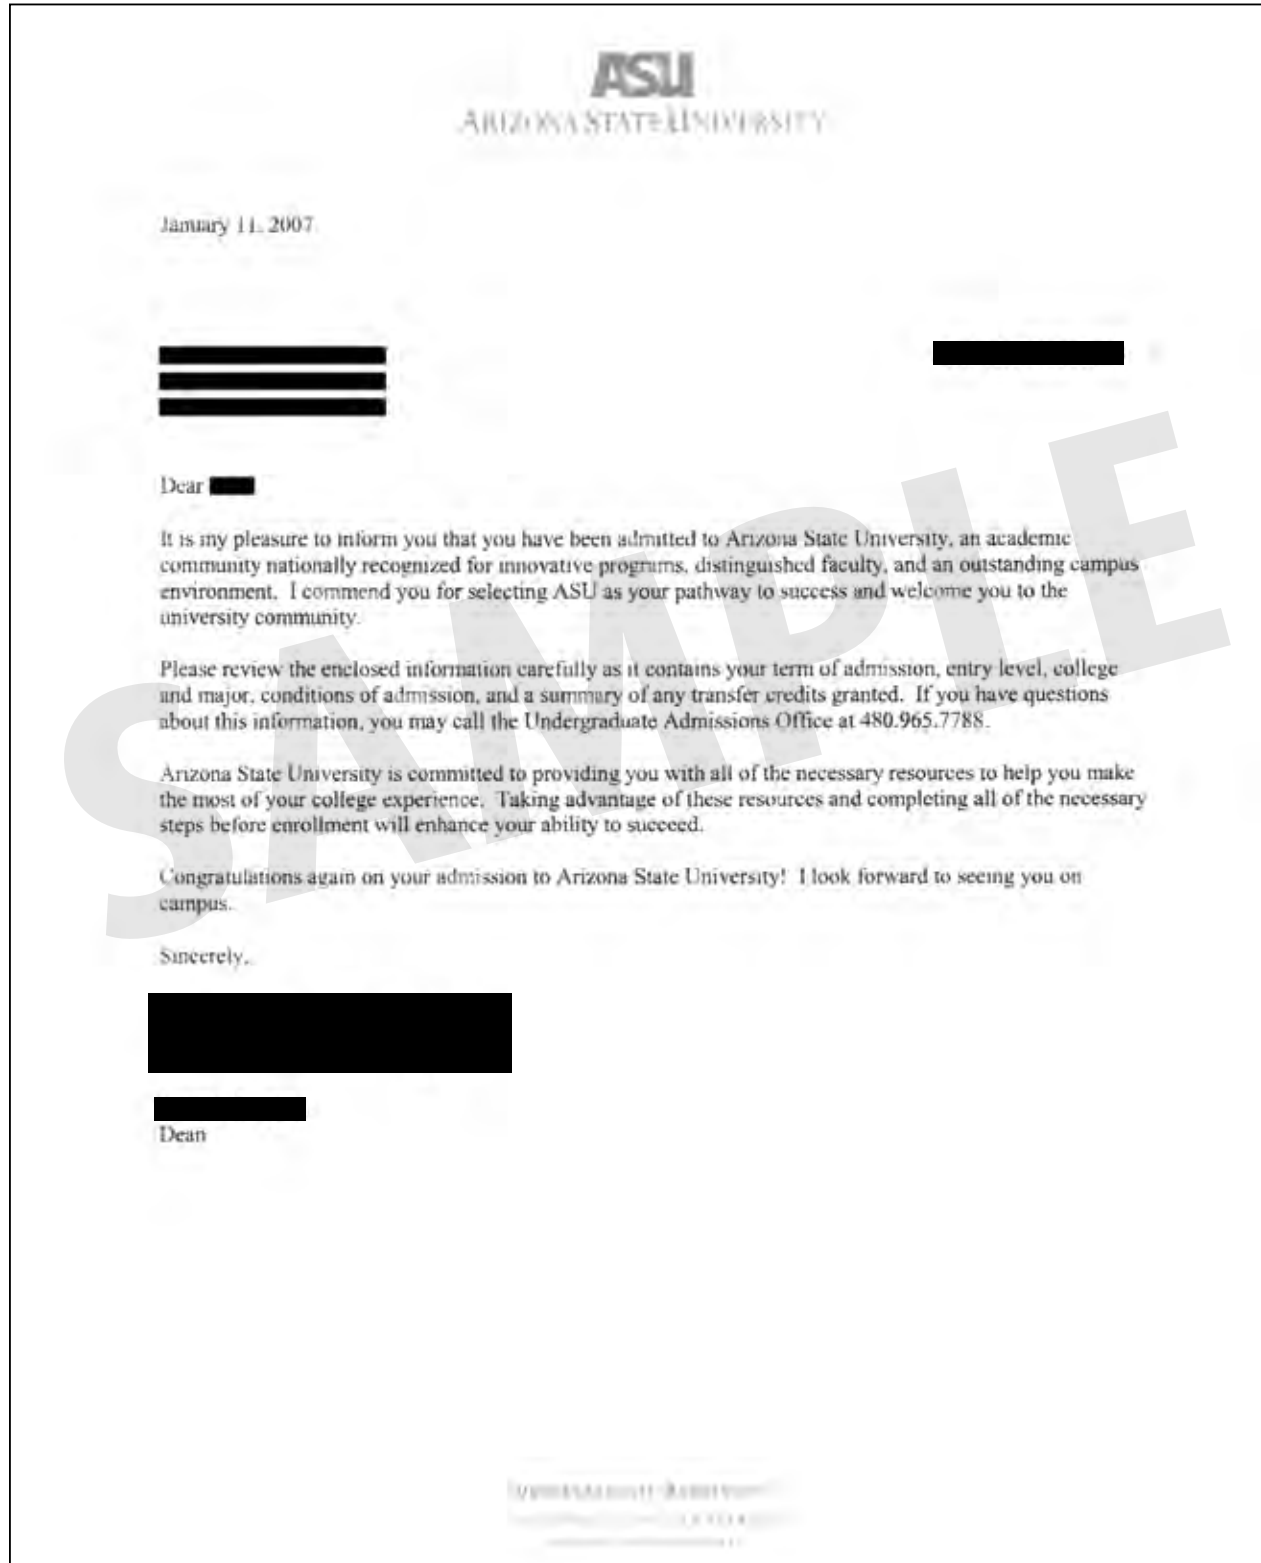 ASU
ARIZONA STATE UNIVERSITY
January 11, 2007
Dear
It is my pleasure to inform you that you have been admitted to Arizona State University, an academic
community nationally recognized for innovative programs, distinguished faculty, and an outstanding campus
environment.  I commend you for selecting ASU as your pathway to success and welcome you to the
university community.
Please review the enclosed information carefully as it contains your term of admission, entry level, college
and major, conditions of admission, and a summary of any transfer credits granted.  If you have questions
about this information, you may call the Undergraduate Admissions Office at 480.965.7788.
Arizona State University is committed to providing you with all of the necessary resources to help you make
the most of your college experience.  Taking advantage of these resources and completing all of the necessary
steps before enrollment will enhance your ability to succeed.
Congratulations again on your admission to Arizona State University!  I look forward to seeing you on
campus.
Sincerely,
Dean
SAMPLE